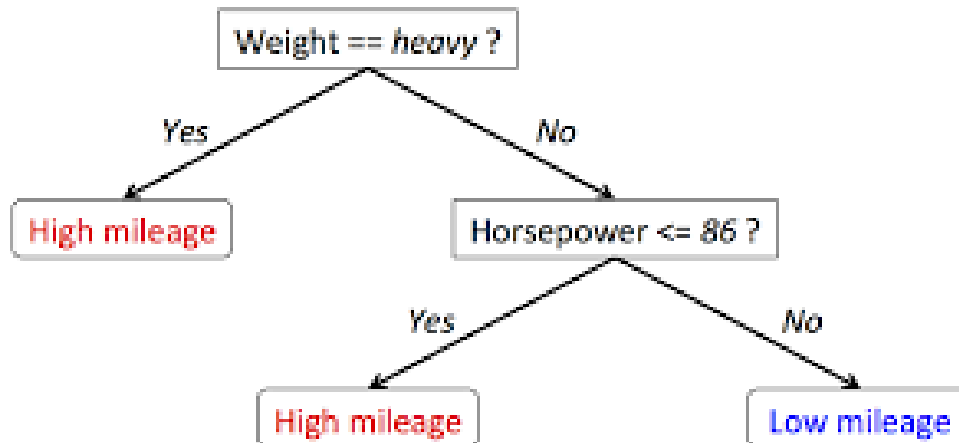 Weight == heavy ?
Yes
No
High mileage
Horsepower <= 86 ?
Yes
No
High mileage
Low mileage